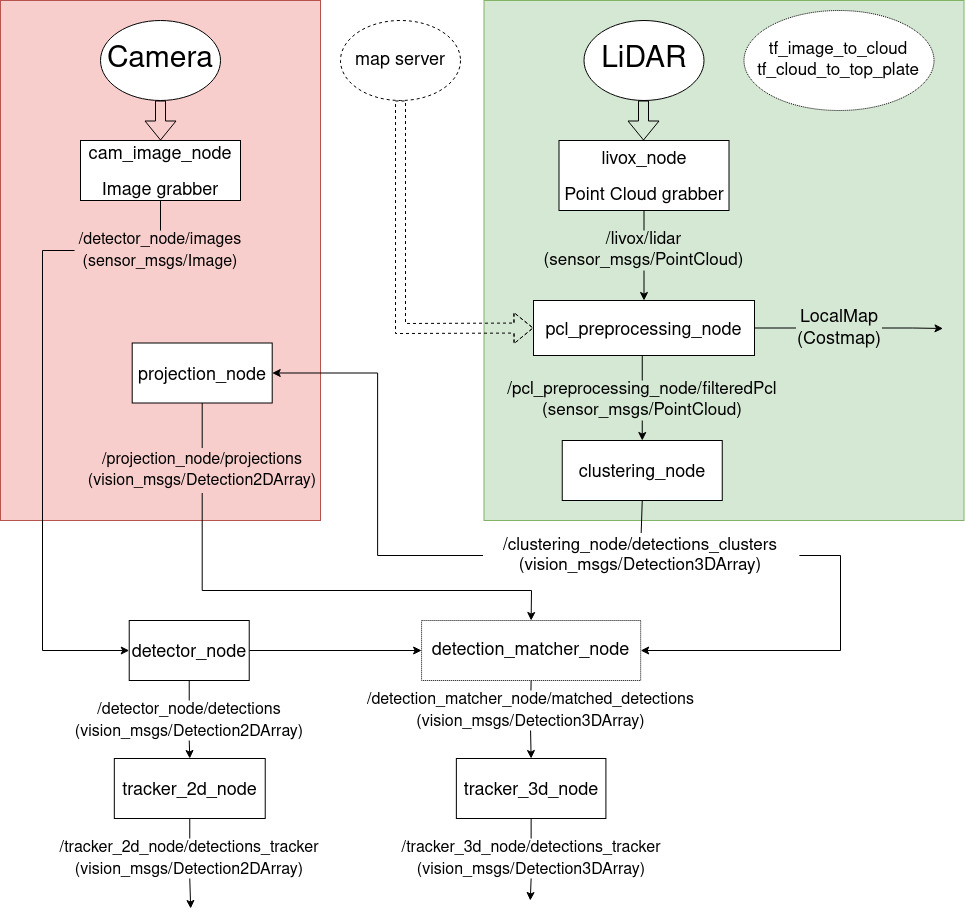 Camera
map server
LiDAR
tf_image_to_cloud
tf_cloud_to_top_plate
cam_image_node
Image grabber
livox_node
Point Cloud grabber
/detector_node/images
(sensor_msgs/Image)
/livox/lidar
(sensor_msgs/PointCloud)
pcl_preprocessing_node
LocalMap
(Costmap)
projection_node
/pcl_preprocessing_node/filteredPcl
(sensor_msgs/PointCloud)
/projection_node/projections
(vision_msgs/Detection2DArray)
clustering_node
/clustering_node/detections_clusters
(vision_msgs/Detection3DArray)
detector_node
detection_matcher_node
/detector_node/detections
(vision_msgs/Detection2DArray)
/detection_matcher_node/matched_detections
(vision_msgs/Detection3DArray)
tracker_2d_node
tracker_3d_node
/tracker_2d_node/detections_tracker
(vision_msgs/Detection2DArray)
/tracker_3d_node/detections_tracker
(vision_msgs/Detection3DArray)